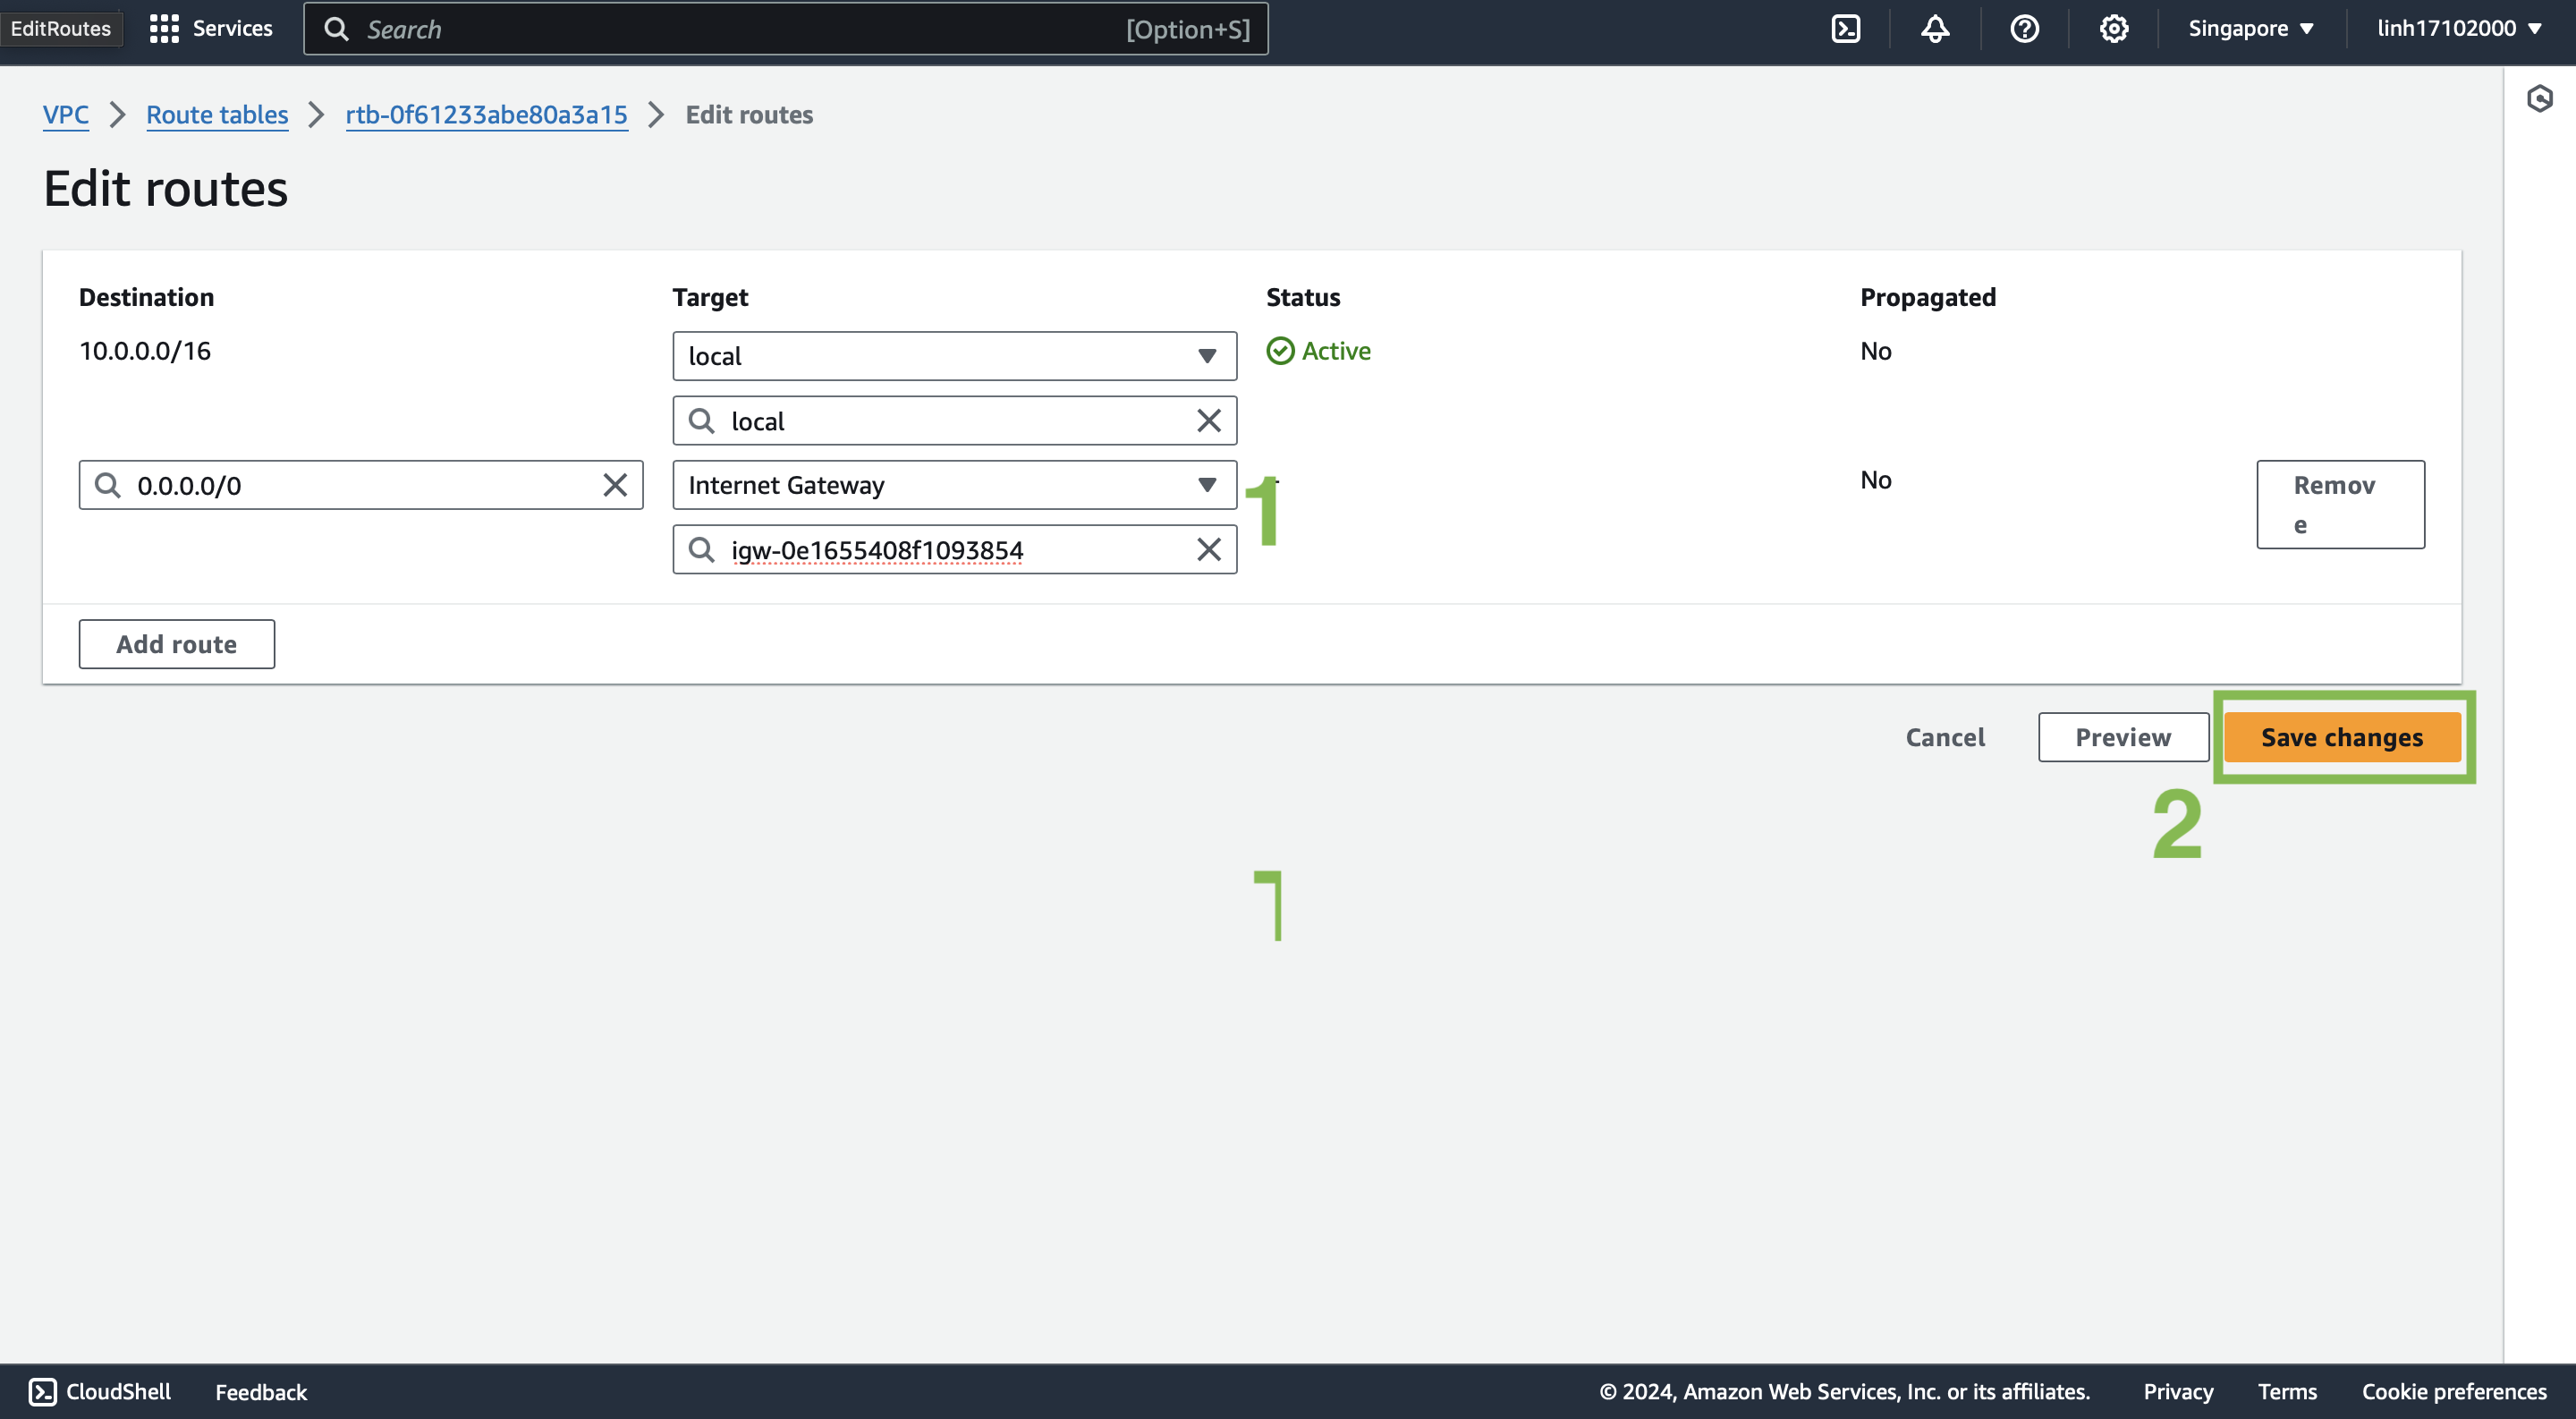 EditRoutes Services Search [Option+S] Singapore linh17102000
VPC Route tables rtb-0f61233abe80a3a15 Edit routes
Edit routes
Destination Target Status Propagated
10.0.0.0/16 local Active No
local
0.0.0.0/0 Internet Gateway - No Remov
e
1
igw-0e1655408f1093854
Add route
Cancel Preview Save changes
2
1
CloudShell Feedback © 2024, Amazon Web Services, Inc. or its affiliates. Privacy Terms Cookie preferences